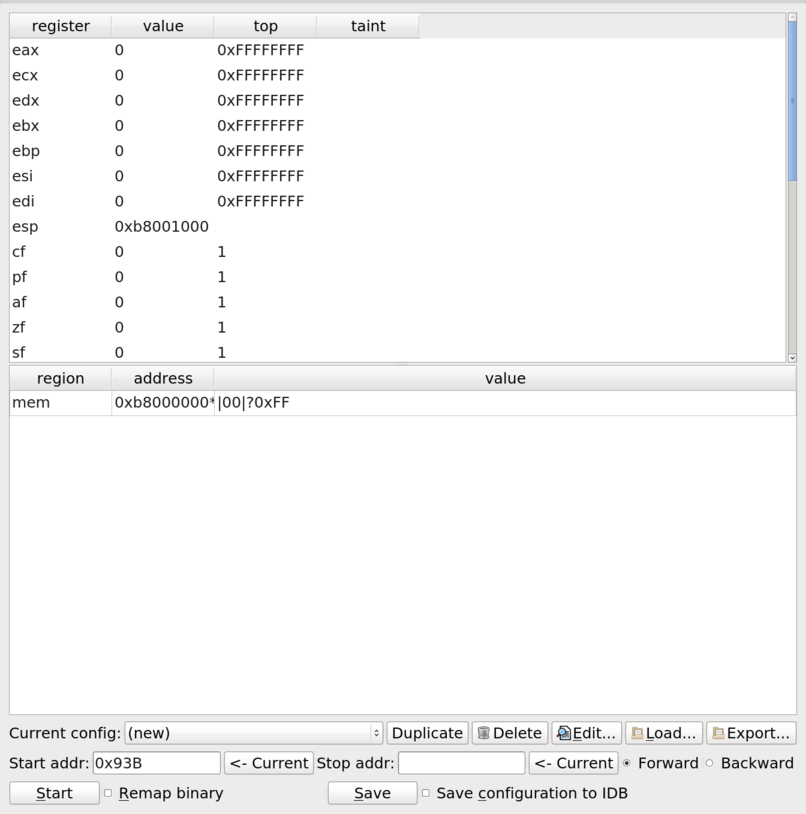 register value top taint
eax 0 0xFFFFFFFF
ecx 0 0xFFFFFFFF
edx 0 0xFFFFFFFF
ebx 0 0xFFFFFFFF
ebp 0 0xFFFFFFFF
esi 0 0xFFFFFFFF
edi 0 0xFFFFFFFF
esp 0xb8001000
cf 0 1
pf 0 1
af 0 1
zf 0 1
sf 0 1
region address value
mem 0xb8000000* |00|?0xFF
Current config: (new) Duplicate Delete Edit... Load... Export...
Start addr: 0x93B <- Current Stop addr: <- Current Forward Backward
Start Remap binary Save Save configuration to IDB